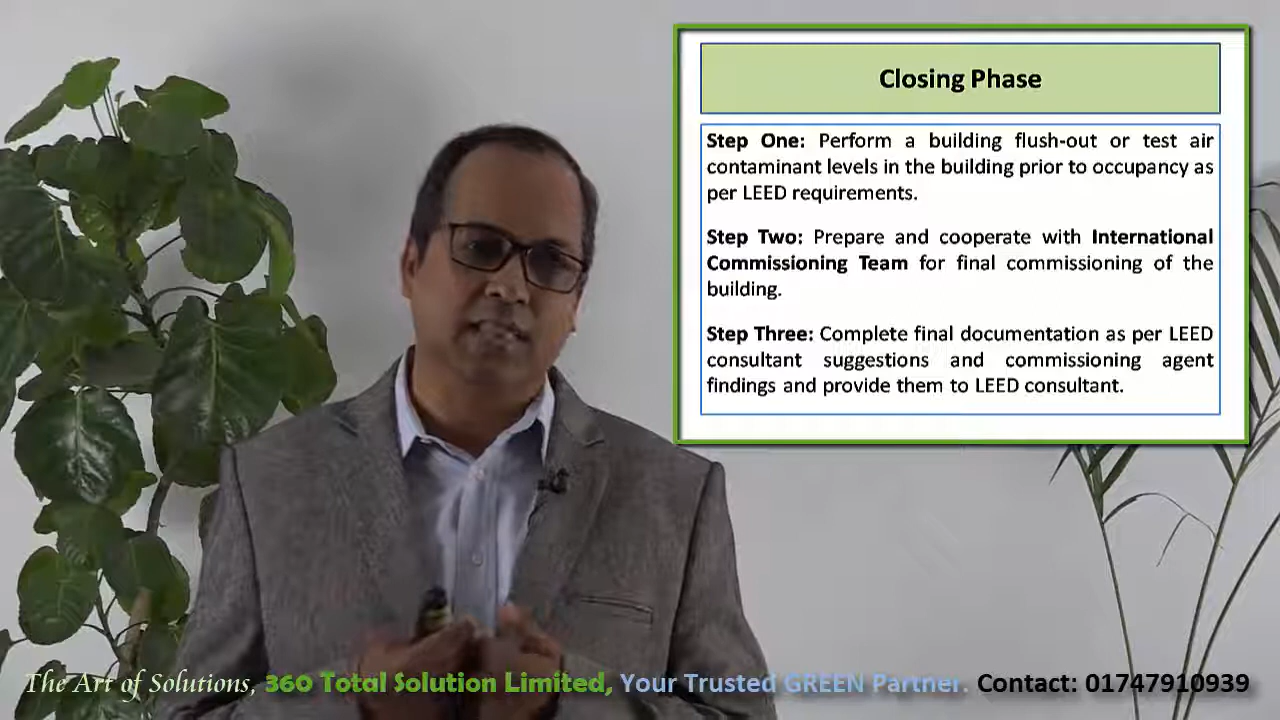 Closing Phase
Step One: Perform a building flush-out or test air
contaminant levels in the building prior to occupancy as
per LEED requirements.
Step Two: Prepare and cooperate with International
Commissioning Team for final commissioning of the
building.
Step Three: Complete final documentation as per LEED
consultant suggestions and commissioning agent
findings and provide them to LEED consultant.
The Art of Solutions, 360 Total Solution Limited, Your Trusted GREEN Partner. Contact: 01747910939